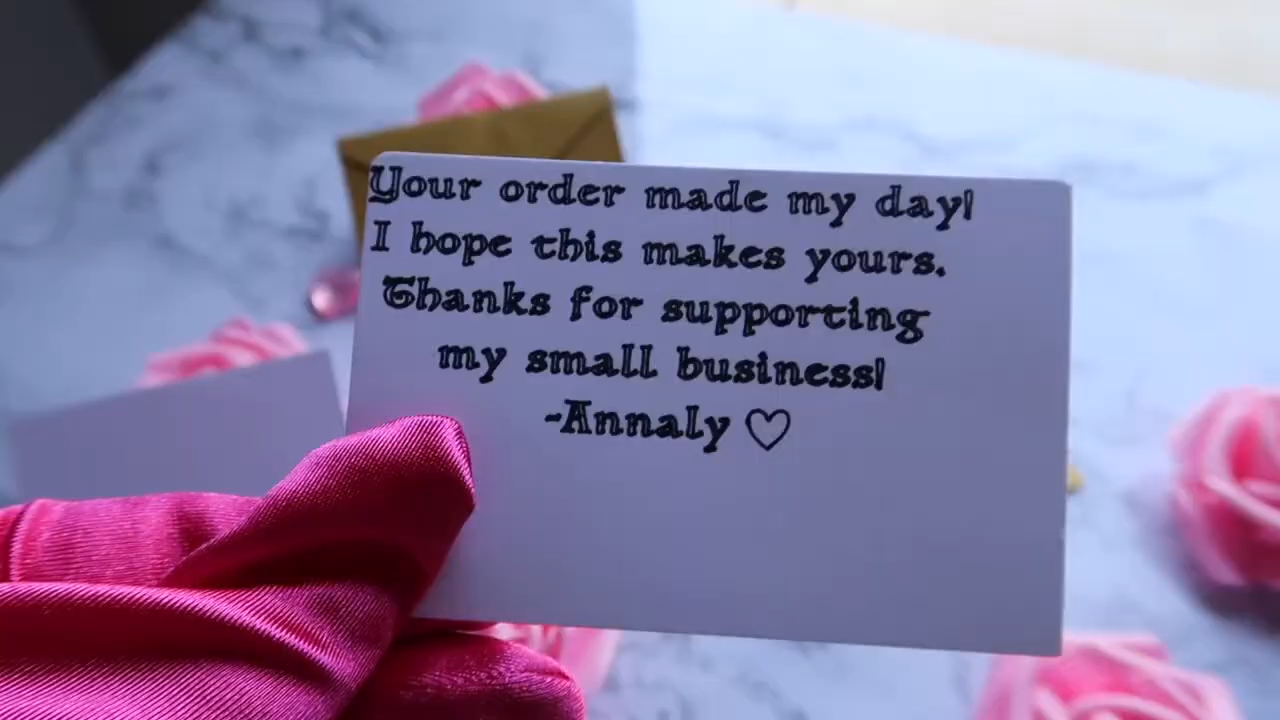 Your order made my day!
I hope this makes yours.
Thanks for supporting
my small business!
-Annaly ♡